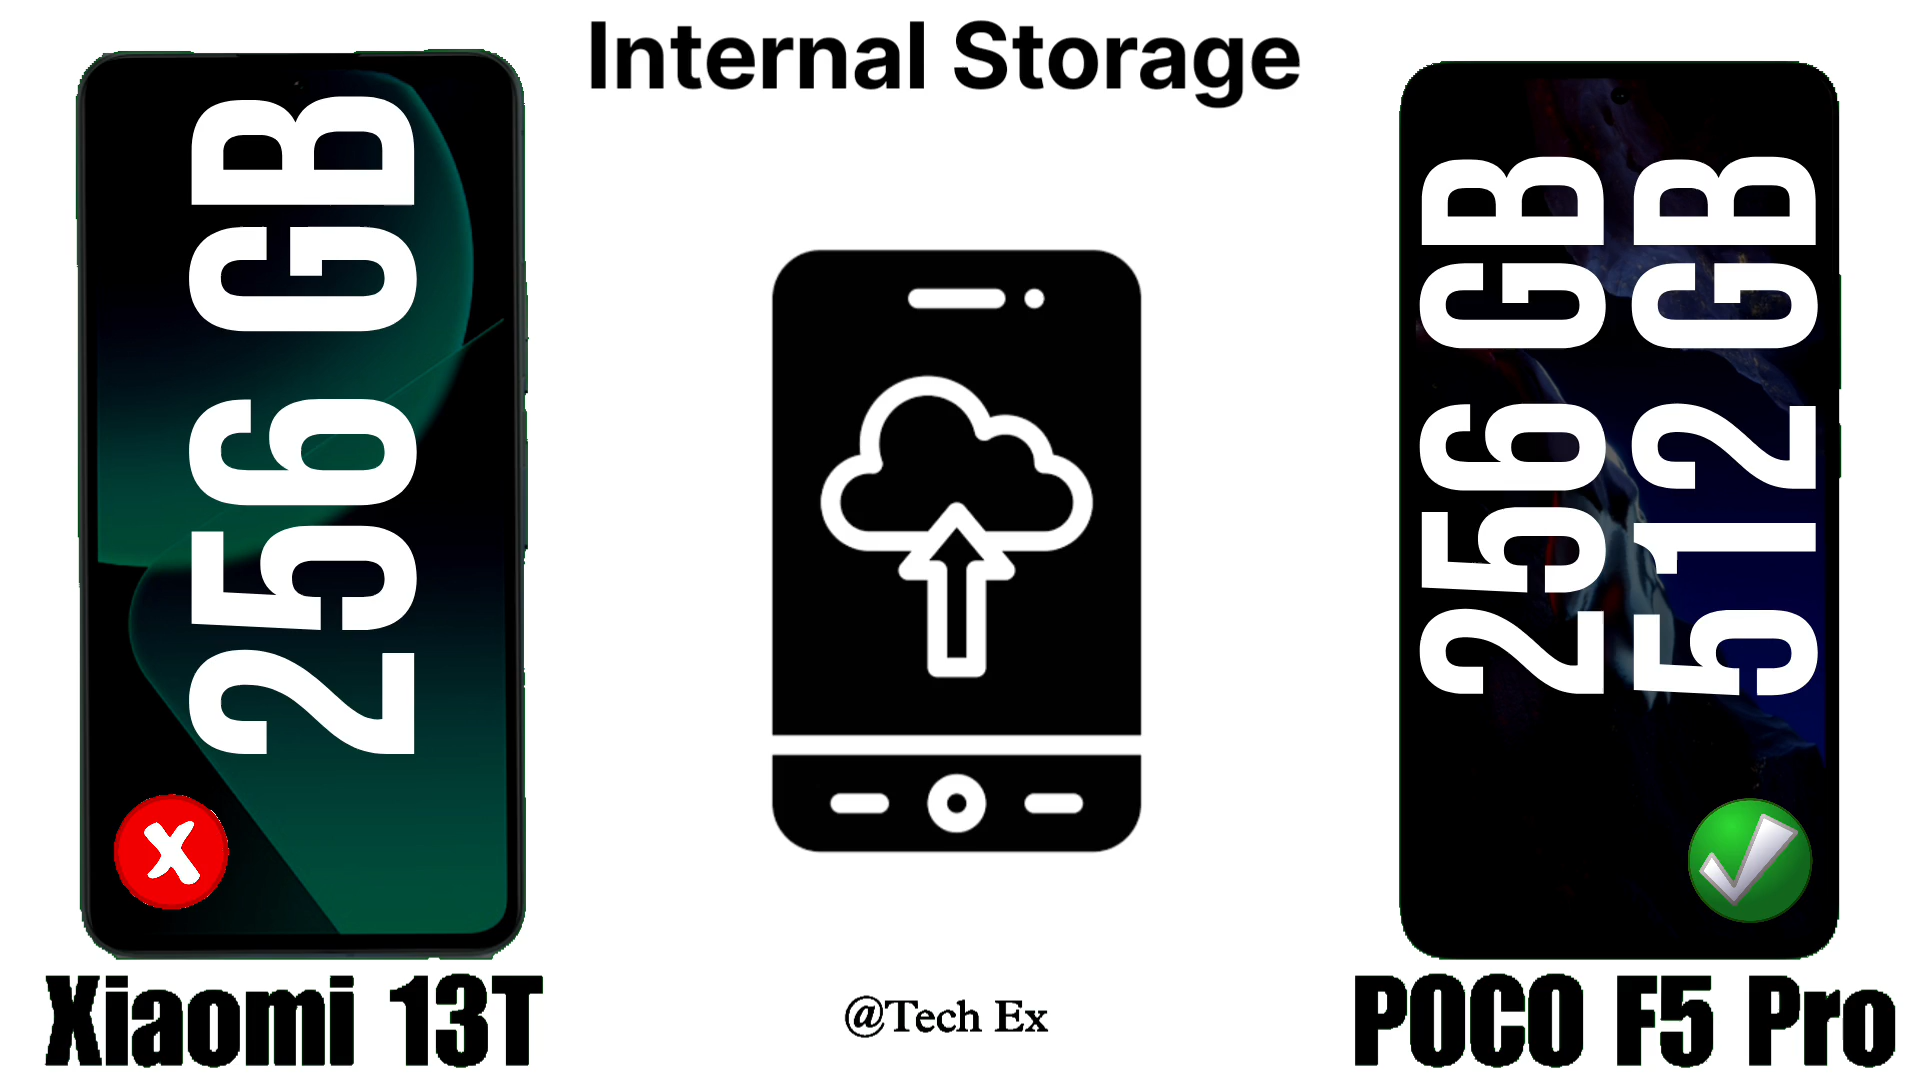 Internal Storage
256 GB
256 GB
512 GB
Xiaomi 13T
@Tech Ex
POCO F5 Pro